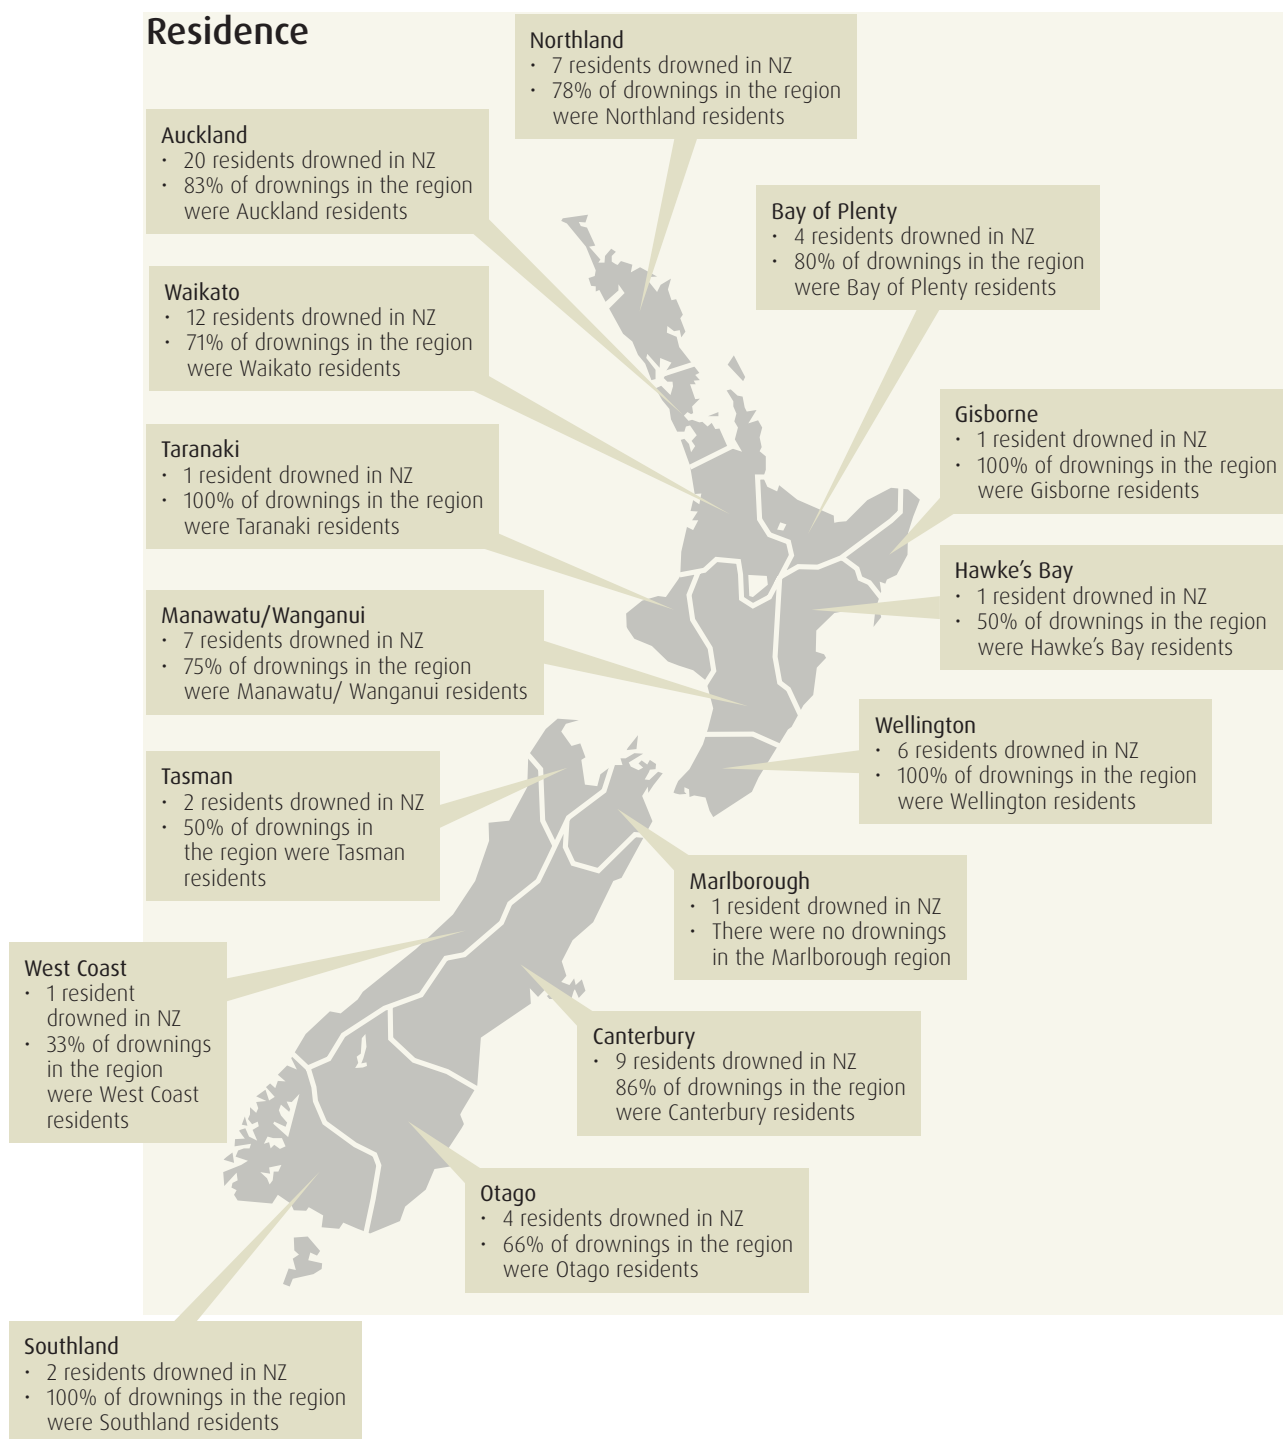 Residence
Northland
• 7 residents drowned in NZ
• 78% of drownings in the region
were Northland residents
Auckland
• 20 residents drowned in NZ
• 83% of drownings in the region
were Auckland residents
Bay of Plenty
• 4 residents drowned in NZ
• 80% of drownings in the region
were Bay of Plenty residents
Waikato
• 12 residents drowned in NZ
• 71% of drownings in the region
were Waikato residents
Gisborne
• 1 resident drowned in NZ
• 100% of drownings in the region
were Gisborne residents
Taranaki
• 1 resident drowned in NZ
• 100% of drownings in the region
were Taranaki residents
Hawke's Bay
• 1 resident drowned in NZ
• 50% of drownings in the region
were Hawke's Bay residents
Manawatu/Wanganui
• 7 residents drowned in NZ
• 75% of drownings in the region
were Manawatu/ Wanganui residents
Wellington
• 6 residents drowned in NZ
• 100% of drownings in the region
were Wellington residents
Tasman
• 2 residents drowned in NZ
• 50% of drownings in
the region were Tasman
residents
Marlborough
• 1 resident drowned in NZ
• There were no drownings
in the Marlborough region
West Coast
• 1 resident
drowned in NZ
• 33% of drownings
in the region
were West Coast
residents
Canterbury
• 9 residents drowned in NZ
86% of drownings in the region
were Canterbury residents
Otago
• 4 residents drowned in NZ
• 66% of drownings in the region
were Otago residents
Southland
• 2 residents drowned in NZ
• 100% of drownings in the region
were Southland residents